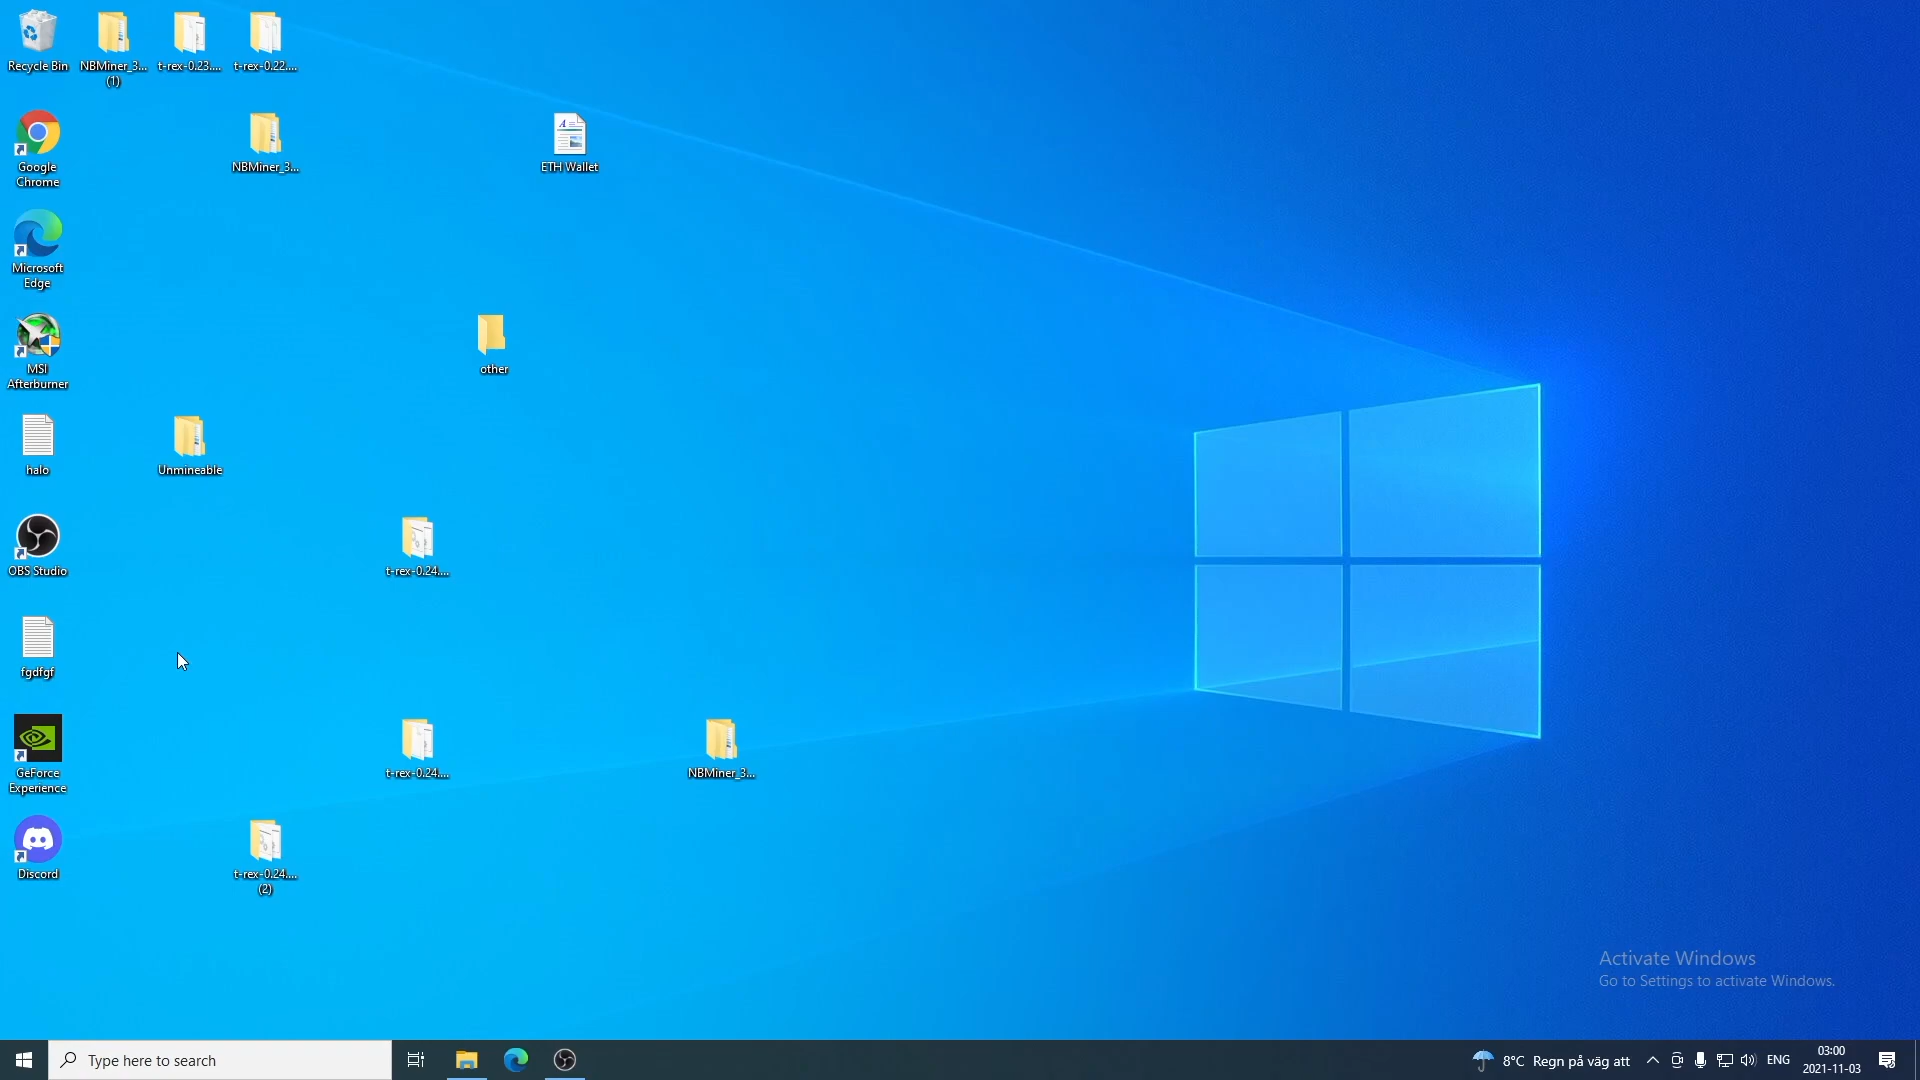 Recycle Bin
NBMiner_3...
(1)
t-rex-0.23....
t-rex-0.22....
Google
Chrome
NBMiner_3...
ETH Wallet
Microsoft
Edge
MSI
Afterburner
other
halo
Unmineable
OBS Studio
t-rex-0.24....
fgdfgf
GeForce
Experience
t-rex-0.24....
NBMiner_3...
Discord
t-rex-0.24....
(2)
Activate Windows
Go to Settings to activate Windows.
Type here to search
8°C Regn på väg att
ENG
03:00
2021-11-03